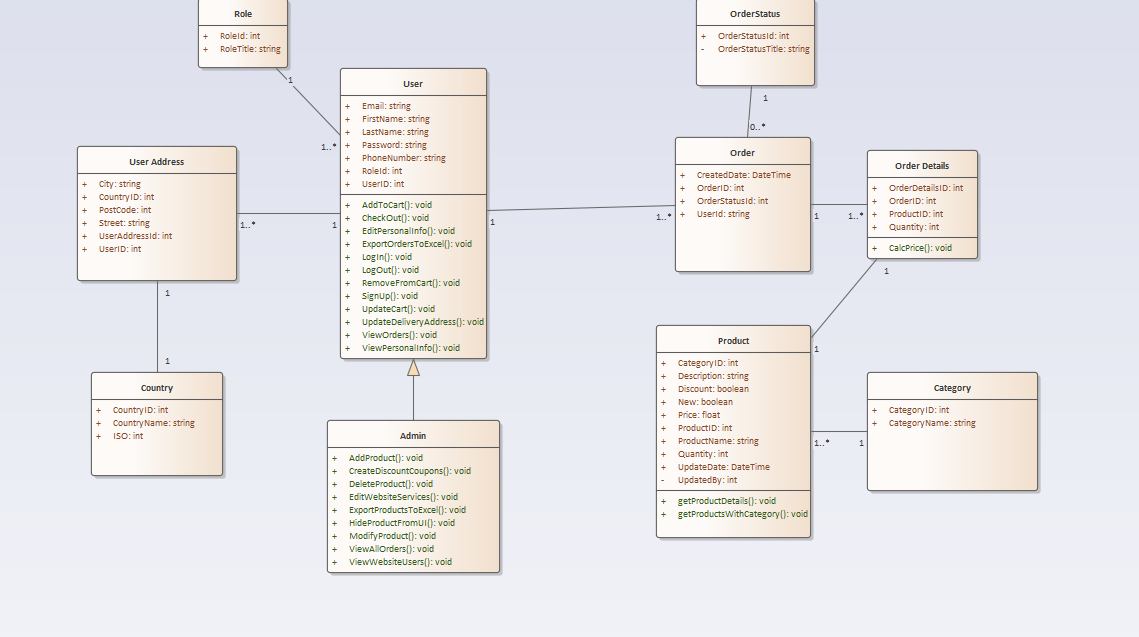 Role
+ RoleId: int
+ RoleTitle: string
OrderStatus
+ OrderStatusId: int
- OrderStatusTitle: string
1
1..*
1
0..*
User
+ Email: string
+ FirstName: string
+ LastName: string
+ Password: string
+ PhoneNumber: string
+ RoleId: int
+ UserID: int
+ AddToCart(): void
+ CheckOut(): void
+ EditPersonalInfo(): void
+ ExportOrdersToExcel(): void
+ LogIn(): void
+ LogOut(): void
+ RemoveFromCart(): void
+ SignUp(): void
+ UpdateCart(): void
+ UpdateDeliveryAddress(): void
+ ViewOrders(): void
+ ViewPersonalInfo(): void
User Address
+ City: string
+ CountryID: int
+ PostCode: int
+ Street: string
+ UserAddressId: int
+ UserID: int
1..*
1
1
1..*
Order
+ CreatedDate: DateTime
+ OrderID: int
+ OrderStatusId: int
+ UserId: string
1
1..*
Order Details
+ OrderDetailsID: int
+ OrderID: int
+ ProductID: int
+ Quantity: int
+ CalcPrice(): void
1
1
1
1
Country
+ CountryID: int
+ CountryName: string
+ ISO: int
Admin
+ AddProduct(): void
+ CreateDiscountCoupons(): void
+ DeleteProduct(): void
+ EditWebsiteServices(): void
+ ExportProductsToExcel(): void
+ HideProductFromUI(): void
+ ModifyProduct(): void
+ ViewAllOrders(): void
+ ViewWebsiteUsers(): void
Product
+ CategoryID: int
+ Description: string
+ Discount: boolean
+ New: boolean
+ Price: float
+ ProductID: int
+ ProductName: string
+ Quantity: int
+ UpdateDate: DateTime
- UpdatedBy: int
+ getProductDetails(): void
+ getProductsWithCategory(): void
1..*
1
Category
+ CategoryID: int
+ CategoryName: string